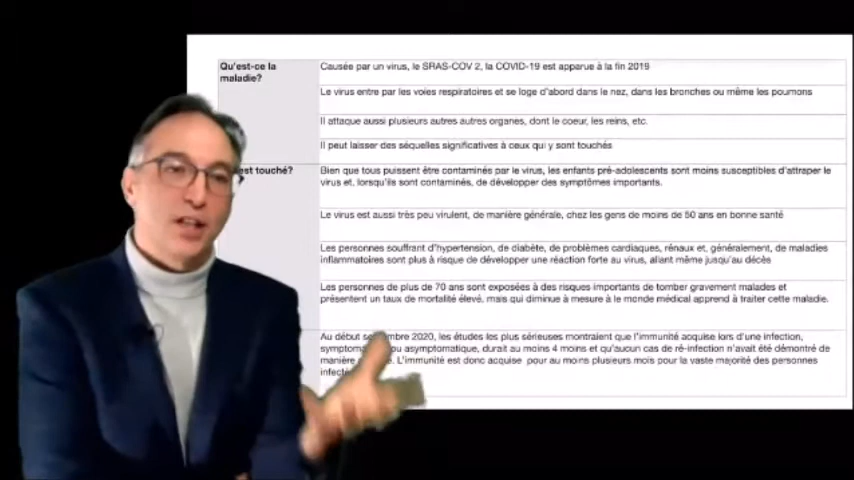 Qu'est-ce la
maladie?
Causée par un virus, le SRAS-COV 2, la COVID-19 est apparue à la fin 2019
Le virus entre par les voies respiratoires et se loge d'abord dans le nez, dans les bronches ou même les poumons
Il attaque aussi plusieurs autres autres organes, dont le coeur, les reins, etc.
Il peut laisser des séquelles significatives à ceux qui y sont touchés
est touché?
Bien que tous puissent être contaminés par le virus, les enfants pré-adolescents sont moins susceptibles d'attraper le
virus et, lorsqu'ils sont contaminés, de développer des symptômes importants.
Le virus est aussi très peu virulent, de manière générale, chez les gens de moins de 50 ans en bonne santé
Les personnes souffrant d'hypertension, de diabète, de problèmes cardiaques, rénaux et, généralement, de maladies
inflammatoires sont plus à risque de développer une réaction forte au virus, allant même jusqu'au décès
Les personnes de plus de 70 ans sont exposées à des risques importants de tomber gravement malades et
présentent un taux de mortalité élevé, mais qui diminue à mesure à le monde médical apprend à traiter cette maladie.
Au début 2020, les études les plus sérieuses montraient que l'immunité acquise lors d'une infection,
ou asymptomatique, durait au moins 4 moins et qu'aucun cas de ré-infection n'avait été démontré de
manière L'immunité est donc acquise pour au moins plusieurs mois pour la vaste majorité des personnes